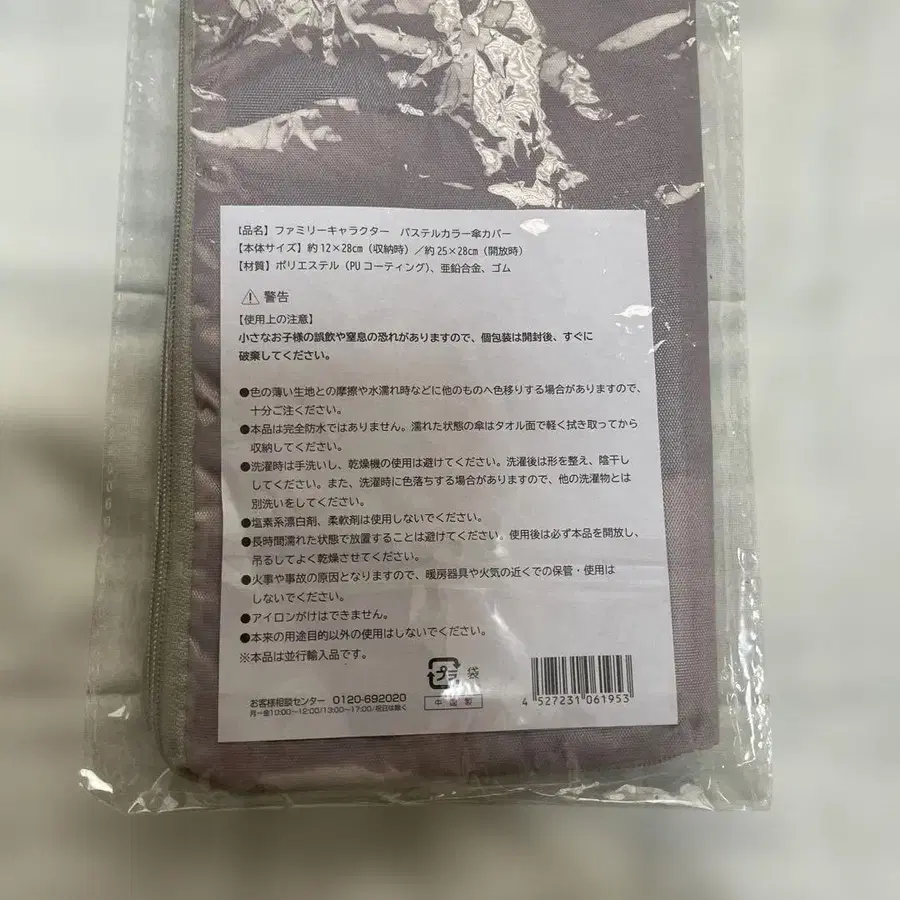 【品名】ファミリーキャラクター　パステルカラー傘カバー
【本体サイズ】約12×28cm（収納時）／約25×28cm（開放時）
【材質】ポリエステル（PUコーティング）、亜鉛合金、ゴム
⚠ 警告
【使用上の注意】
小さなお子様の誤飲や窒息の恐れがありますので、個包装は開封後、すぐに
破棄してください。
●色の薄い生地との摩擦や水濡れ時などに他のものへ色移りする場合がありますので、
十分ご注ください。
●本品は完全防水ではありません。濡れた状態の傘はタオル面で軽く拭き取ってから
収納してください。
●洗濯時は手洗いし、乾燥機の使用は避けてください。洗濯後は形を整え、陰干し
してください。また、洗濯時に色落ちする場合がありますので、他の洗濯物とは
別洗いをしてください。
●塩素系漂白剤、柔軟剤は使用しないでください。
●長時間濡れた状態で放置することは避けてください。使用後は必ず本品を開放し、
吊るしてよく乾燥させてください。
●火事や事故の原因となりますので、暖房器具や火気の近くでの保管・使用は
しないでください。
●アイロンがけはできません。
●本来の用途目的以外の使用はしないでください。
※本品は並行輸入品です。
プラ 袋
お客様相談センター 0120-692020
月～金10:00～12:00/13:00～17:00/祝日は除く
中国製
4 527231 061953